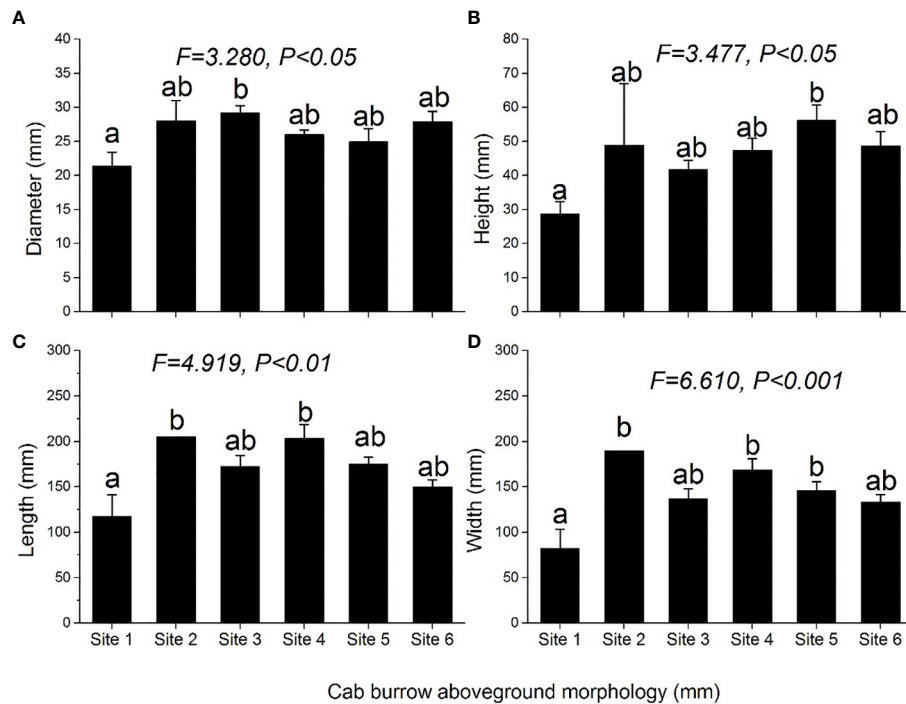 A
F=3.280, P<0.05
Diameter (mm)
40
35
30
25
20
15
10
5
0
a
ab
b
ab
ab
ab
B
F=3.477, P<0.05
Height (mm)
80
70
60
50
40
30
20
10
0
a
ab
ab
ab
b
ab
C
F=4.919, P<0.01
Length (mm)
300
250
200
150
100
50
0
a
b
ab
b
ab
ab
Site 1 Site 2 Site 3 Site 4 Site 5 Site 6
D
F=6.610, P<0.001
Width (mm)
300
250
200
150
100
50
0
a
b
ab
b
b
ab
Site 1 Site 2 Site 3 Site 4 Site 5 Site 6
Cab burrow aboveground morphology (mm)